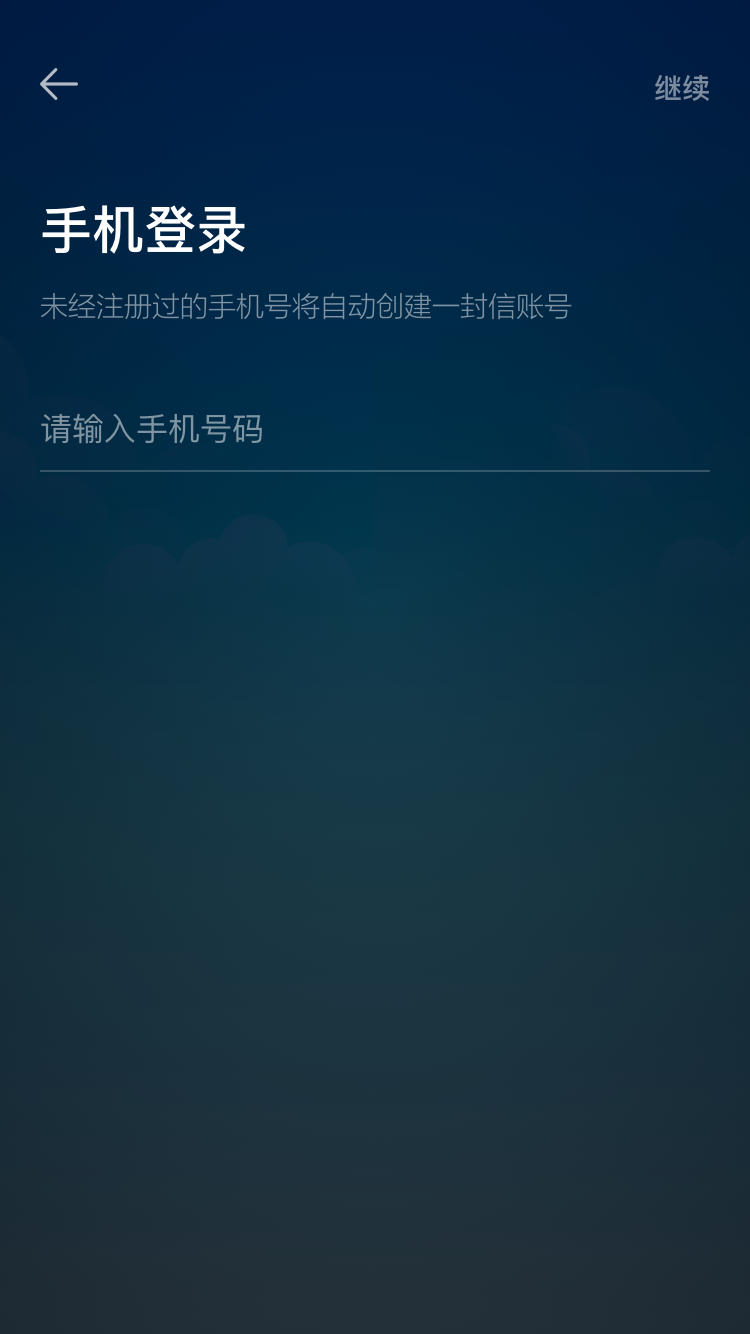 继续
手机登录
未经注册过的手机号将自动创建一封信账号
请输入手机号码